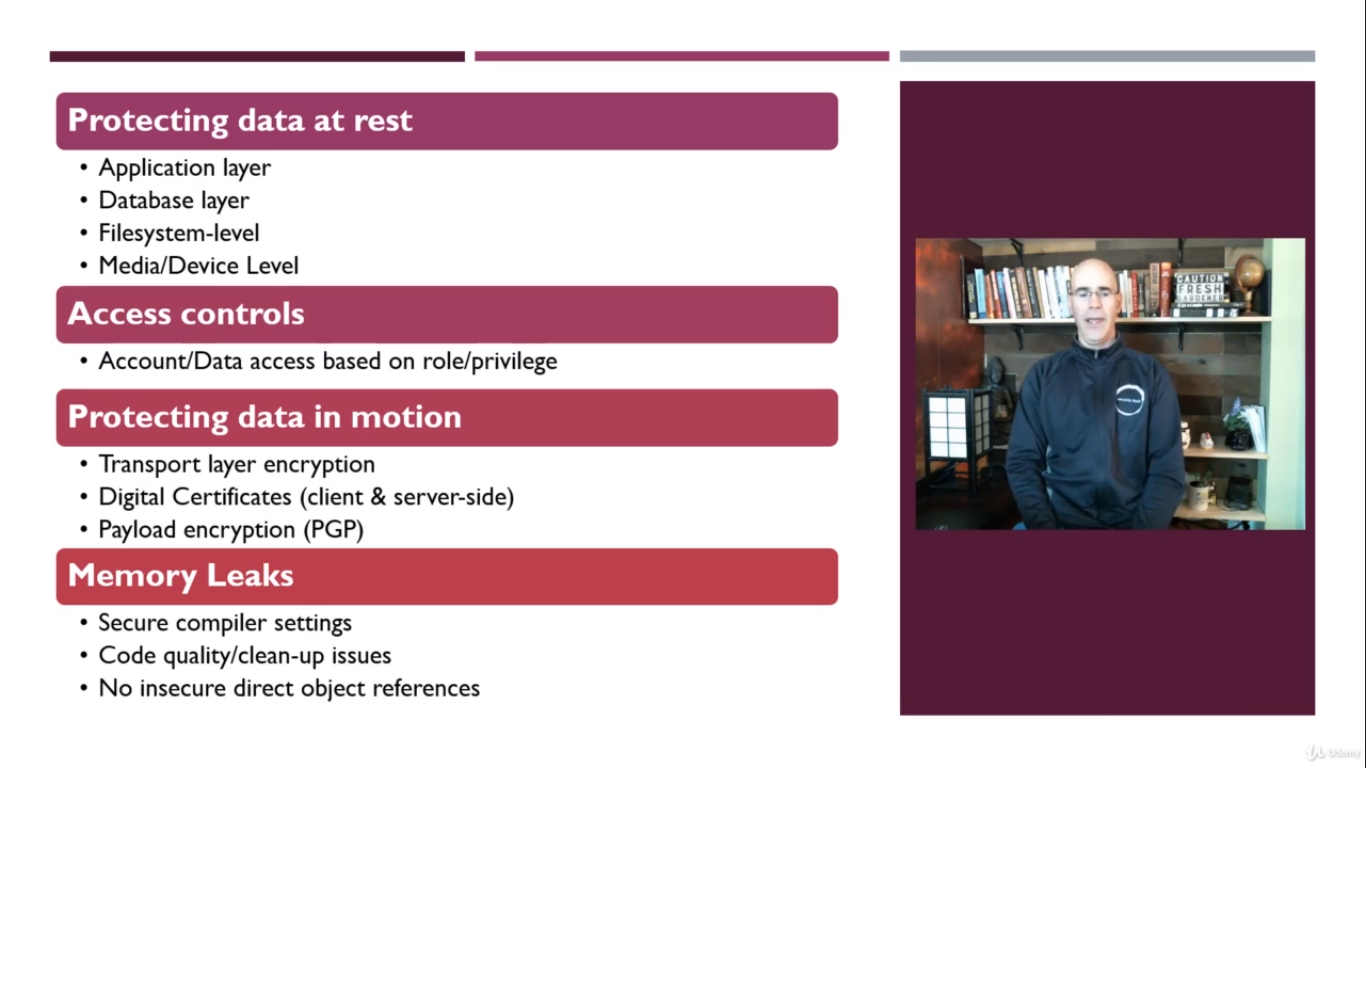 Protecting data at rest
• Application layer
• Database layer
• Filesystem-level
• Media/Device Level
Access controls
• Account/Data access based on role/privilege
Protecting data in motion
• Transport layer encryption
• Digital Certificates (client & server-side)
• Payload encryption (PGP)
Memory Leaks
• Secure compiler settings
• Code quality/clean-up issues
• No insecure direct object references
CAUTION
FRESH
GARDENER
Udemy